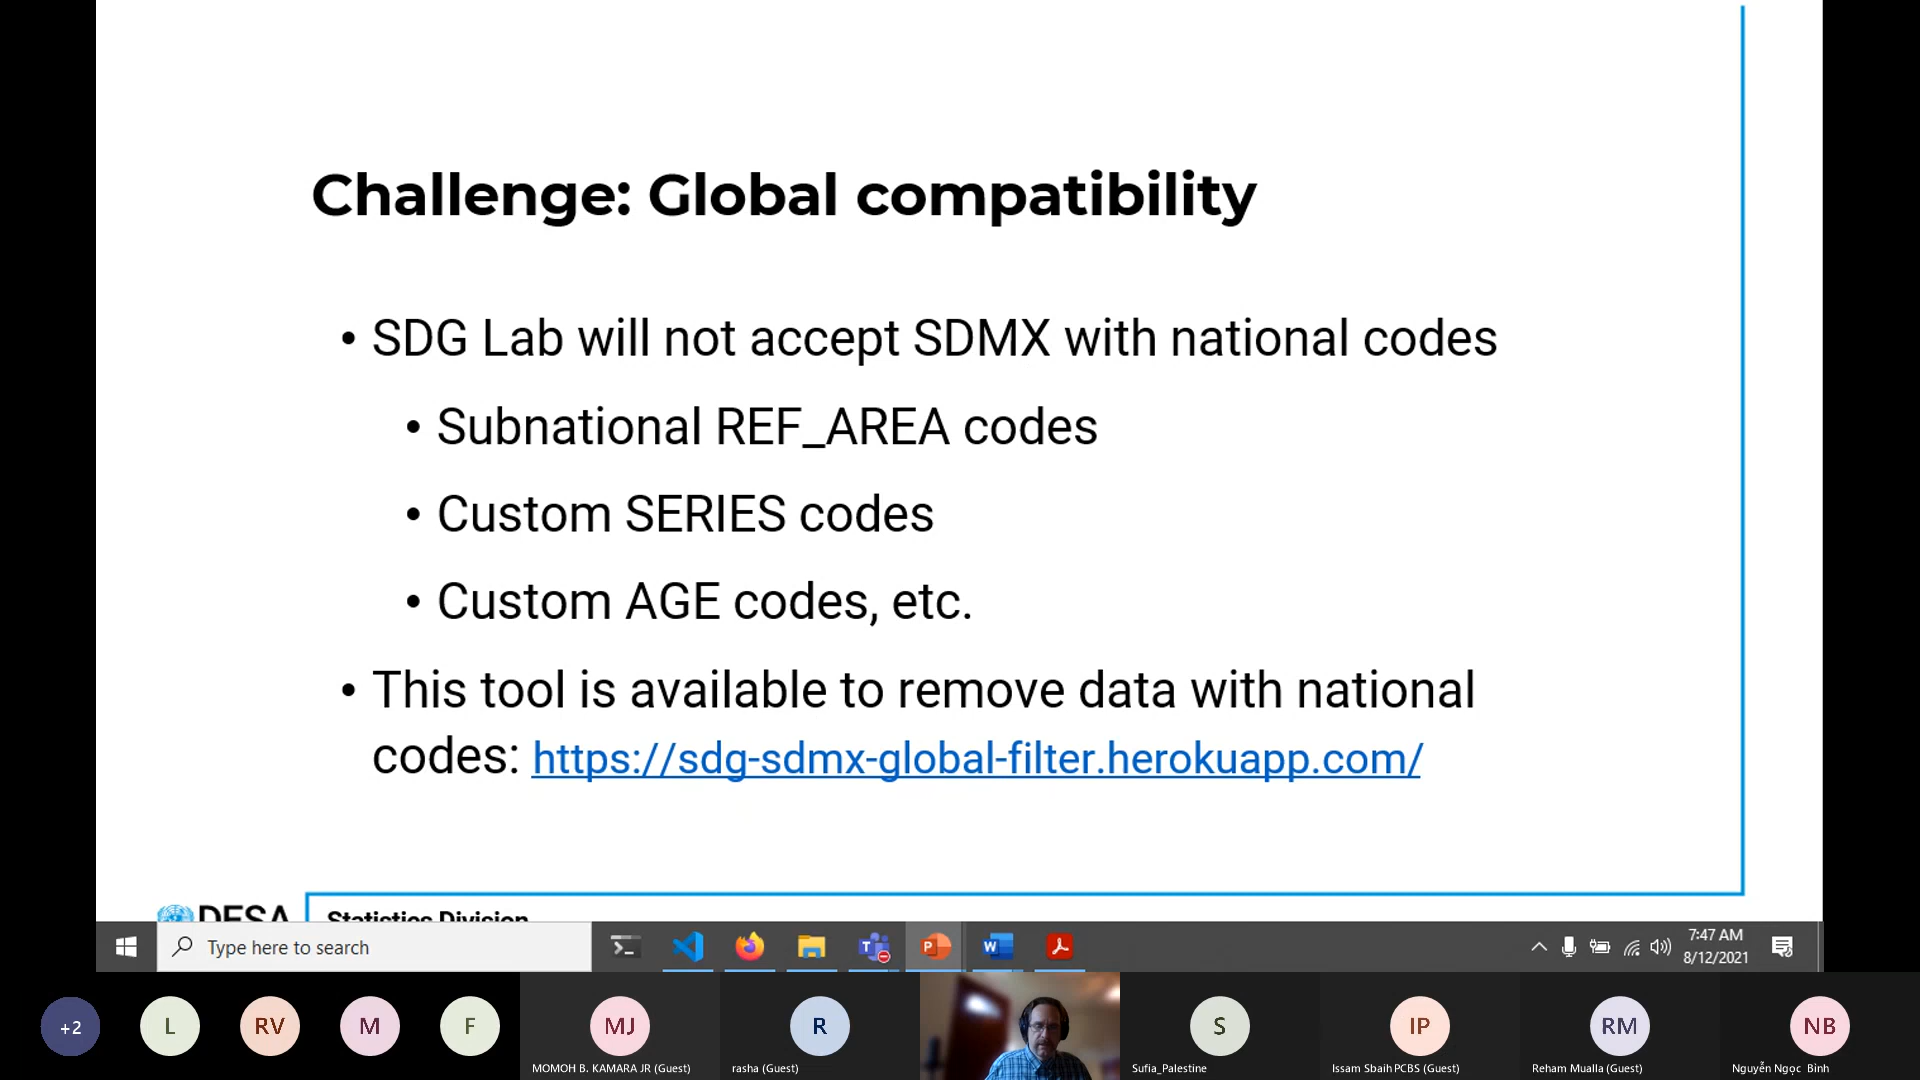 Challenge: Global compatibility
• SDG Lab will not accept SDMX with national codes
• Subnational REF_AREA codes
• Custom SERIES codes
• Custom AGE codes, etc.
• This tool is available to remove data with national
codes: https://sdg-sdmx-global-filter.herokuapp.com/
DESA
Statistics Division
Type here to search
7:47 AM
8/12/2021
+2
L
RV
M
F
MJ
R
S
IP
RM
NB
MOMOH B. KAMARA JR (Guest)
rasha (Guest)
Sufia_Palestine
Issam Sbaih PCBS (Guest)
Reham Mualla (Guest)
Nguyễn Ngọc Bình